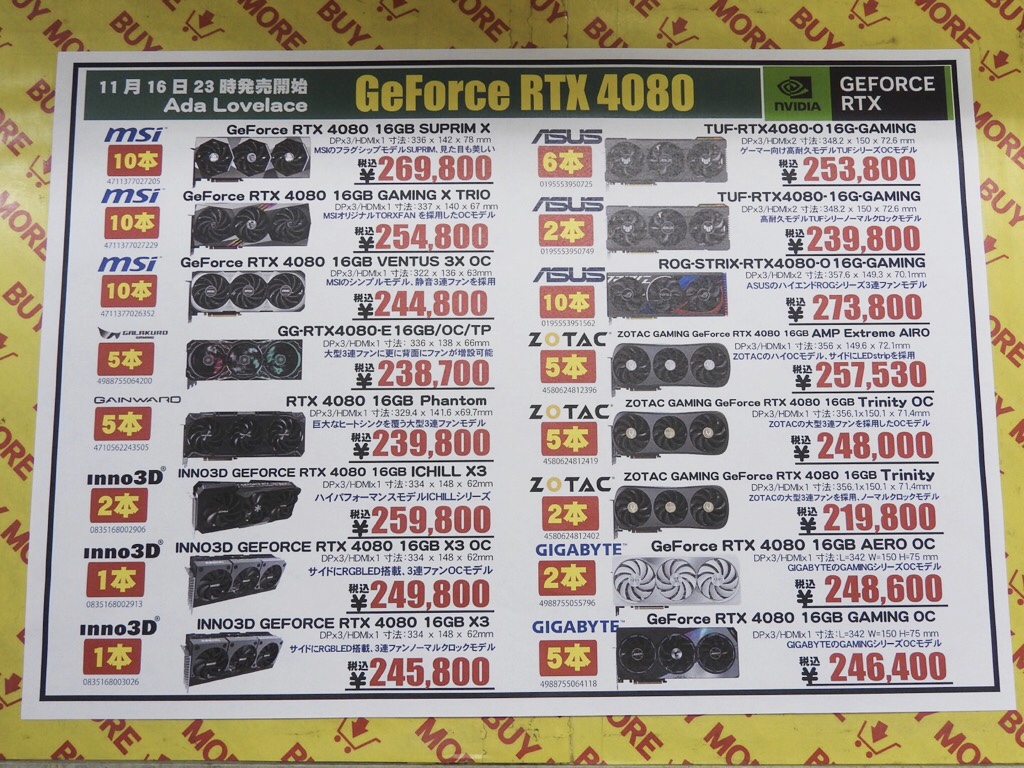 11月16日23時発売開始
Ada Lovelace
GeForce RTX 4080
NVIDIA
GEFORCE
RTX
msi
10本
4711377027205
GeForce RTX 4080 16GB SUPRIM X
DPx3/HDMIx1 寸法:336 x 142 x 78 mm
MSIのフラグシップモデルSUPRIM、見た目も美しい
税込
¥269,800
msi
10本
4711377027229
GeForce RTX 4080 16GB GAMING X TRIO
DPx3/HDMIx1 寸法:337 x 140 x 67 mm
MSIオリジナルTORXFAN を採用したOCモデル
税込
¥254,800
msi
10本
4711377026352
GeForce RTX 4080 16GB VENTUS 3X OC
DPx3/HDMIx1 寸法:322 x 136 x 63mm
MSIのシンプルモデル、静音3連ファンを採用
税込
¥244,800
GALAKURO
GAMING
5本
4988755064200
GG-RTX4080-E16GB/OC/TP
DPx3/HDMIx1 寸法:336 x 138 x 66mm
大型3連ファンに更に背面にファンが増設可能
税込
¥238,700
GAINWARD
5本
4710562243505
RTX 4080 16GB Phantom
DPx3/HDMIx1 寸法:329.4 x 141.6 x69.7mm
巨大なヒートシンクを覆う大型3連ファンモデル
税込
¥239,800
inno3D
2本
0835168002906
INNO3D GEFORCE RTX 4080 16GB ICHILL X3
DPx3/HDMIx1 寸法:334 x 148 x 62mm
ハイパフォーマンスモデルICHILLシリーズ
税込
¥259,800
inno3D
1本
0835168002913
INNO3D GEFORCE RTX 4080 16GB X3 OC
DPx3/HDMIx1 寸法:334 x 148 x 62mm
サイドにRGBLED搭載、3連ファンOCモデル
税込
¥249,800
inno3D
1本
0835168003026
INNO3D GEFORCE RTX 4080 16GB X3
DPx3/HDMIx1 寸法:334 x 148 x 62mm
サイドにRGBLED搭載、3連ファンノーマルクロックモデル
税込
¥245,800
ASUS
6本
0195553950725
TUF-RTX4080-O16G-GAMING
DPx3/HDMIx2 寸法:348.2 x 150 x 72.6 mm
ゲーマー向け高耐久モデルTUFシリーズOCモデル
税込
¥253,800
ASUS
2本
0195553950749
TUF-RTX4080-16G-GAMING
DPx3/HDMIx2 寸法:348.2 x 150 x 72.6 mm
高耐久モデルTUFシリーノーマルクロックモデル
税込
¥239,800
ASUS
10本
0195553951562
ROG-STRIX-RTX4080-O16G-GAMING
DPx3/HDMIx2 寸法:357.6 x 149.3 x 70.1mm
ASUSのハイエンドROGシリーズ3連ファンモデル
税込
¥273,800
ZOTAC
5本
4580624812396
ZOTAC GAMING GeForce RTX 4080 16GB AMP Extreme AIRO
DPx3/HDMIx1 寸法:356 x 149.6 x 72.1mm
ZOTACのハイOCモデル、サイドにLEDstripを採用
税込
¥257,530
ZOTAC
5本
4580624812419
ZOTAC GAMING GeForce RTX 4080 16GB Trinity OC
DPx3/HDMIx1 寸法:356.1x150.1 x 71.4mm
ZOTACの大型3連ファンを採用したOCモデル
税込
¥248,000
ZOTAC
2本
4580624812402
ZOTAC GAMING GeForce RTX 4080 16GB Trinity
DPx3/HDMIx1 寸法:356.1x150.1 x 71.4mm
ZOTACの大型3連ファンを採用、ノーマルクロックモデル
税込
¥219,800
GIGABYTE
2本
4988755055796
GeForce RTX 4080 16GB AERO OC
DPx3/HDMIx1 寸法:L=342 W=150 H=75 mm
GIGABYTEのGAMINGシリーズOCモデル
税込
¥248,600
GIGABYTE
5本
4988755064118
GeForce RTX 4080 16GB GAMING OC
DPx3/HDMIx1 寸法:L=342 W=150 H=75 mm
GIGABYTEのGAMINGシリーズOCモデル
税込
¥246,400
BUY MORE